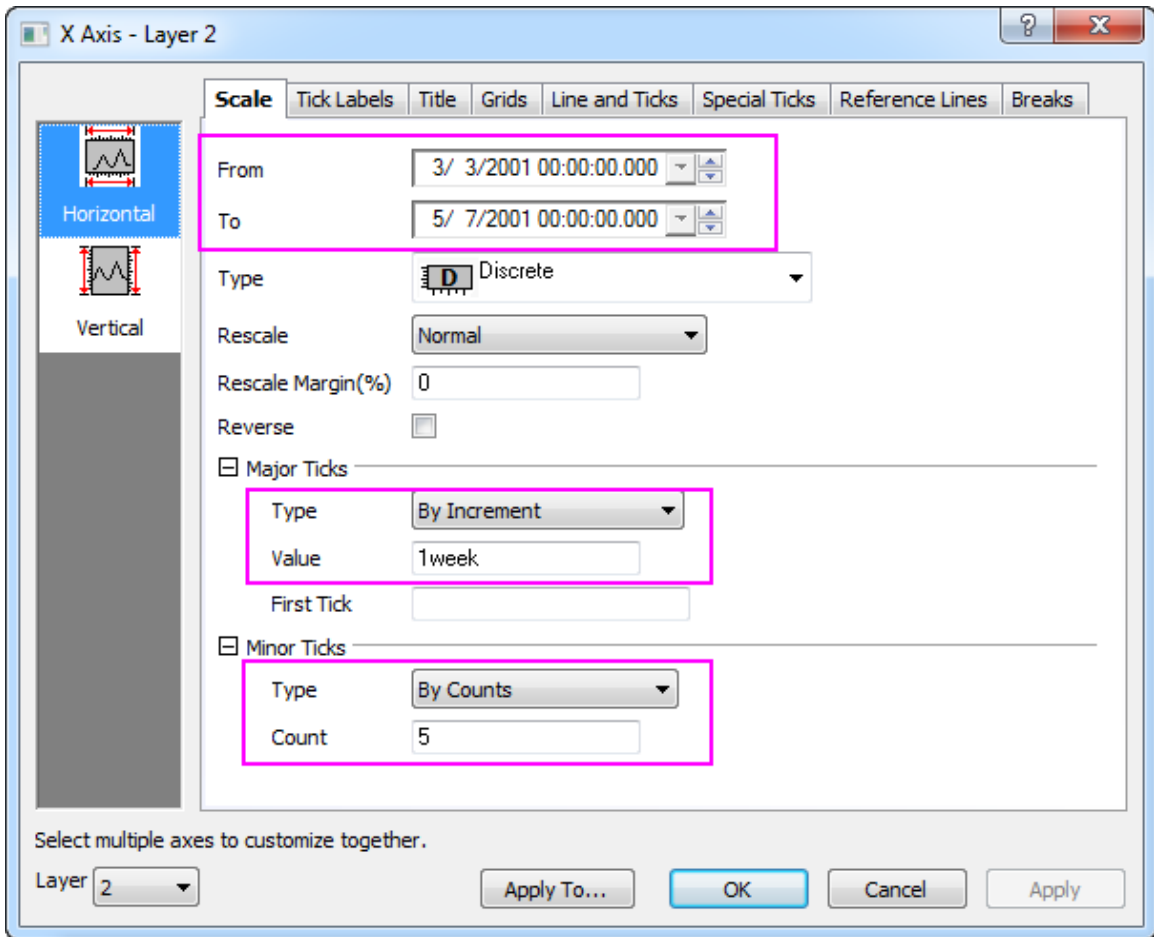 X Axis - Layer 2
Scale Tick Labels Title Grids Line and Ticks Special Ticks Reference Lines Breaks
Horizontal
Vertical
From 3/ 3/2001 00:00:00.000
To 5/ 7/2001 00:00:00.000
Type D Discrete
Rescale Normal
Rescale Margin(%) 0
Reverse
Major Ticks
Type By Increment
Value 1week
First Tick
Minor Ticks
Type By Counts
Count 5
Select multiple axes to customize together.
Layer 2 Apply To... OK Cancel Apply